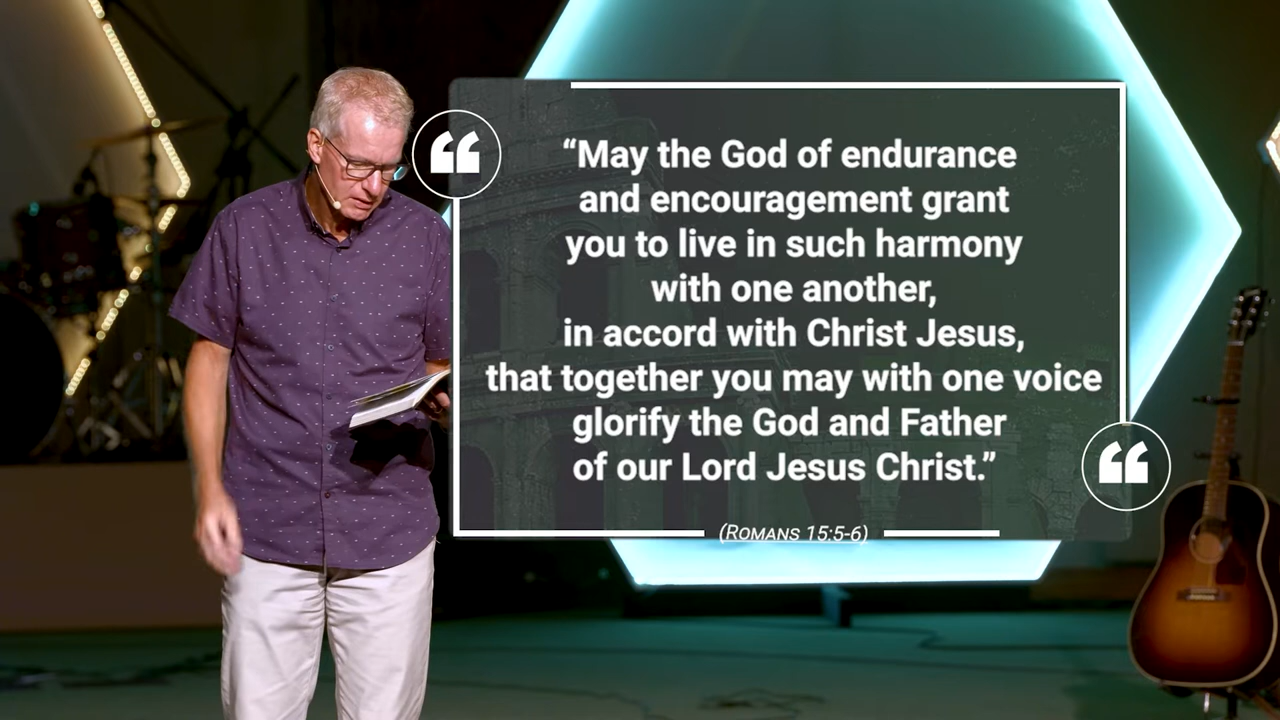 “May the God of endurance
and encouragement grant
you to live in such harmony
with one another,
in accord with Christ Jesus,
that together you may with one voice
glorify the God and Father
of our Lord Jesus Christ.”
(Romans 15:5-6)